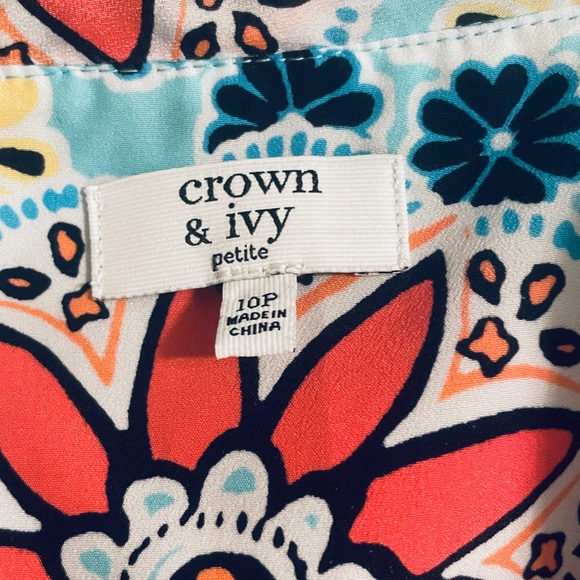 crown
& ivy
petite
10P
MADE IN
CHINA